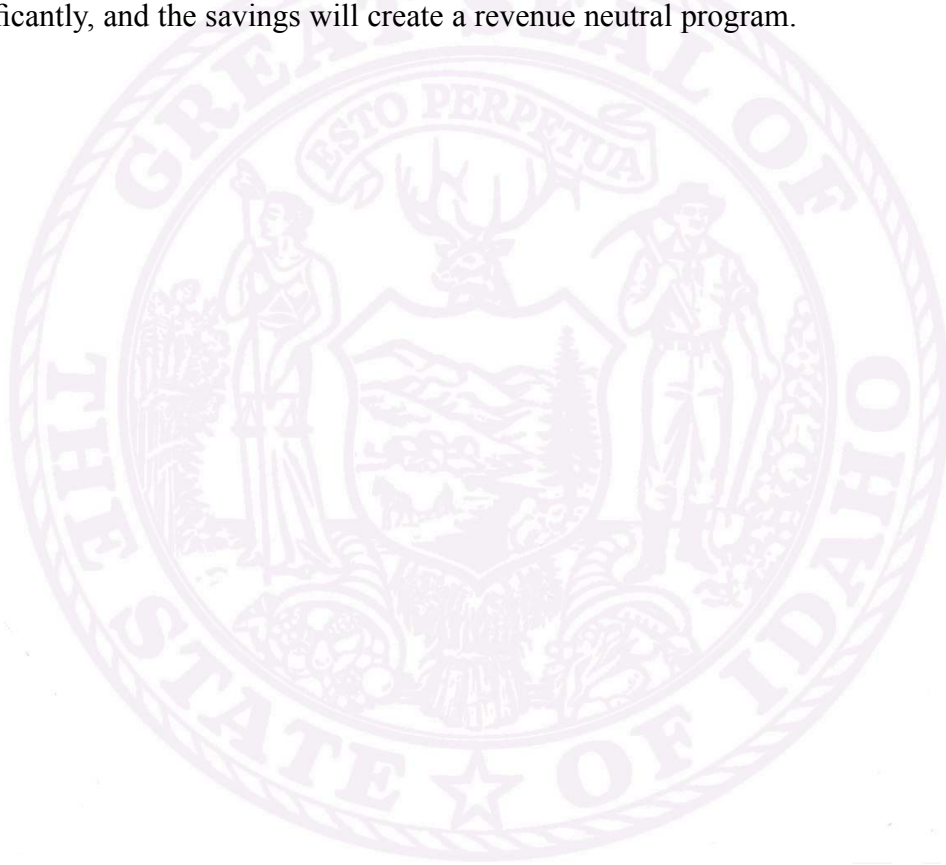 ficantly, and the savings will create a revenue neutral program.
GREAT SEAL OF
ESTO PERPETUA
THE STATE OF IDAHO